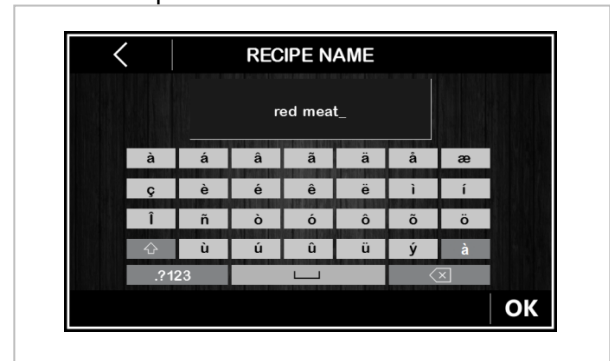 RECIPE NAME
red meat_
à á â ã ä å æ
ç è é ê ë ì í
Î ñ ò ó ô õ ö
ù ú û ü ý à
.?123
OK